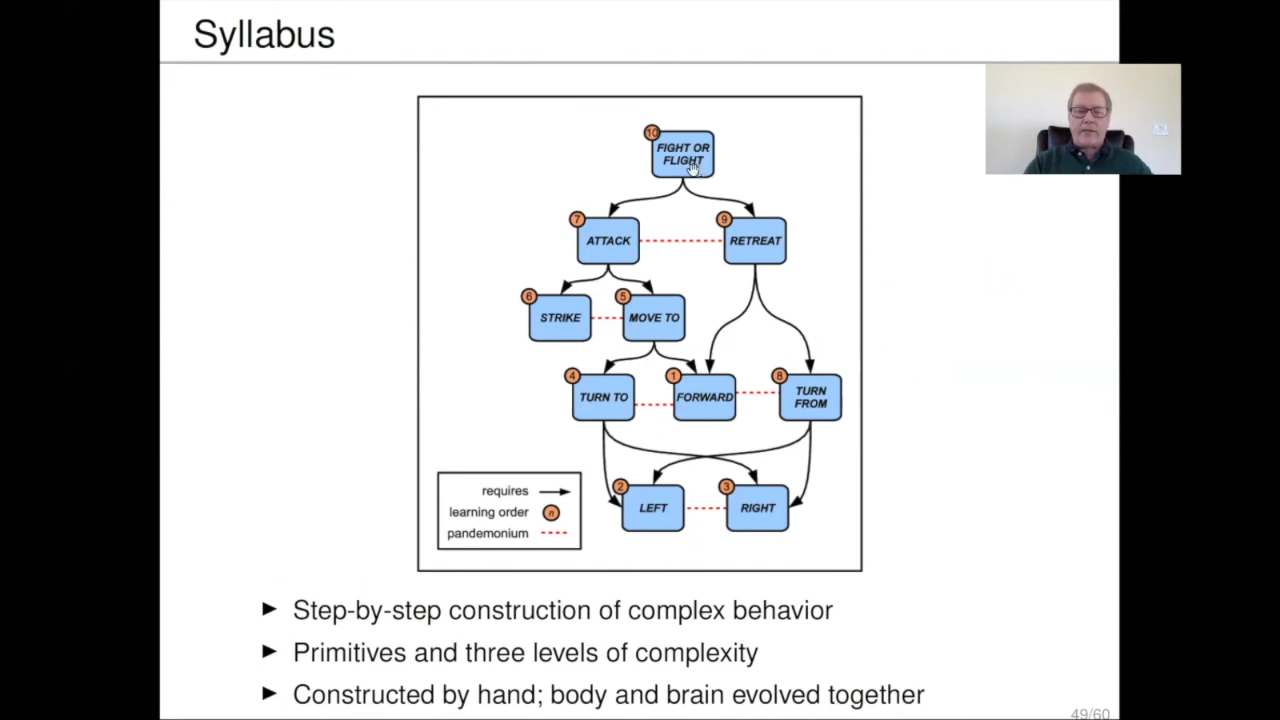 Syllabus
10
FIGHT OR
FLIGHT
7
ATTACK
9
RETREAT
6
STRIKE
5
MOVE TO
4
TURN TO
1
FORWARD
8
TURN
FROM
2
LEFT
3
RIGHT
requires
learning order n
pandemonium
Step-by-step construction of complex behavior
Primitives and three levels of complexity
Constructed by hand; body and brain evolved together
49/60